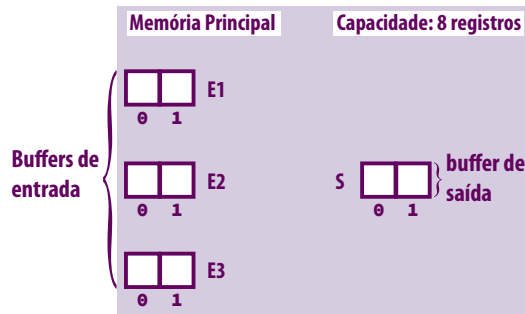 Memória Principal
Capacidade: 8 registros
E1
0 1
Buffers de
entrada
E2
0 1
S
0 1
buffer de
saída
E3
0 1